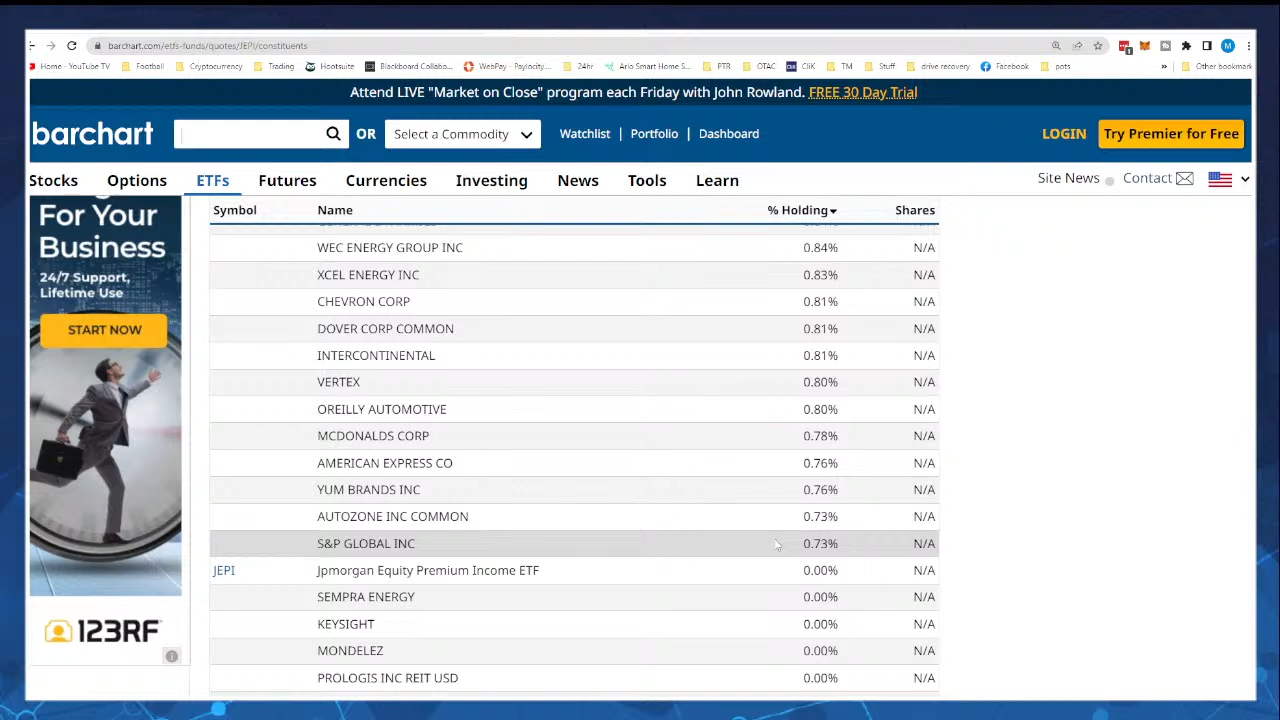 barchart.com/etfs-funds/quotes/JEPI/constituents
Home - YouTube TV Football Cryptocurrency Trading Hootsuite Blackboard Collabo... WebPay - Paylocity... 24hr Ario Smart Home S... PTR OTAC CliK TM Stuff drive recovery Facebook pots Other bookmark
Attend LIVE "Market on Close" program each Friday with John Rowland. FREE 30 Day Trial
barchart OR Select a Commodity Watchlist | Portfolio | Dashboard LOGIN Try Premier for Free
Stocks Options ETFs Futures Currencies Investing News Tools Learn Site News Contact
For Your
Business
24/7 Support,
Lifetime Use
START NOW
123RF
Symbol Name % Holding Shares
WEC ENERGY GROUP INC 0.84% N/A
XCEL ENERGY INC 0.83% N/A
CHEVRON CORP 0.81% N/A
DOVER CORP COMMON 0.81% N/A
INTERCONTINENTAL 0.81% N/A
VERTEX 0.80% N/A
OREILLY AUTOMOTIVE 0.80% N/A
MCDONALDS CORP 0.78% N/A
AMERICAN EXPRESS CO 0.76% N/A
YUM BRANDS INC 0.76% N/A
AUTOZONE INC COMMON 0.73% N/A
S&P GLOBAL INC 0.73% N/A
JEPI Jpmorgan Equity Premium Income ETF 0.00% N/A
SEMPRA ENERGY 0.00% N/A
KEYSIGHT 0.00% N/A
MONDELEZ 0.00% N/A
PROLOGIS INC REIT USD 0.00% N/A